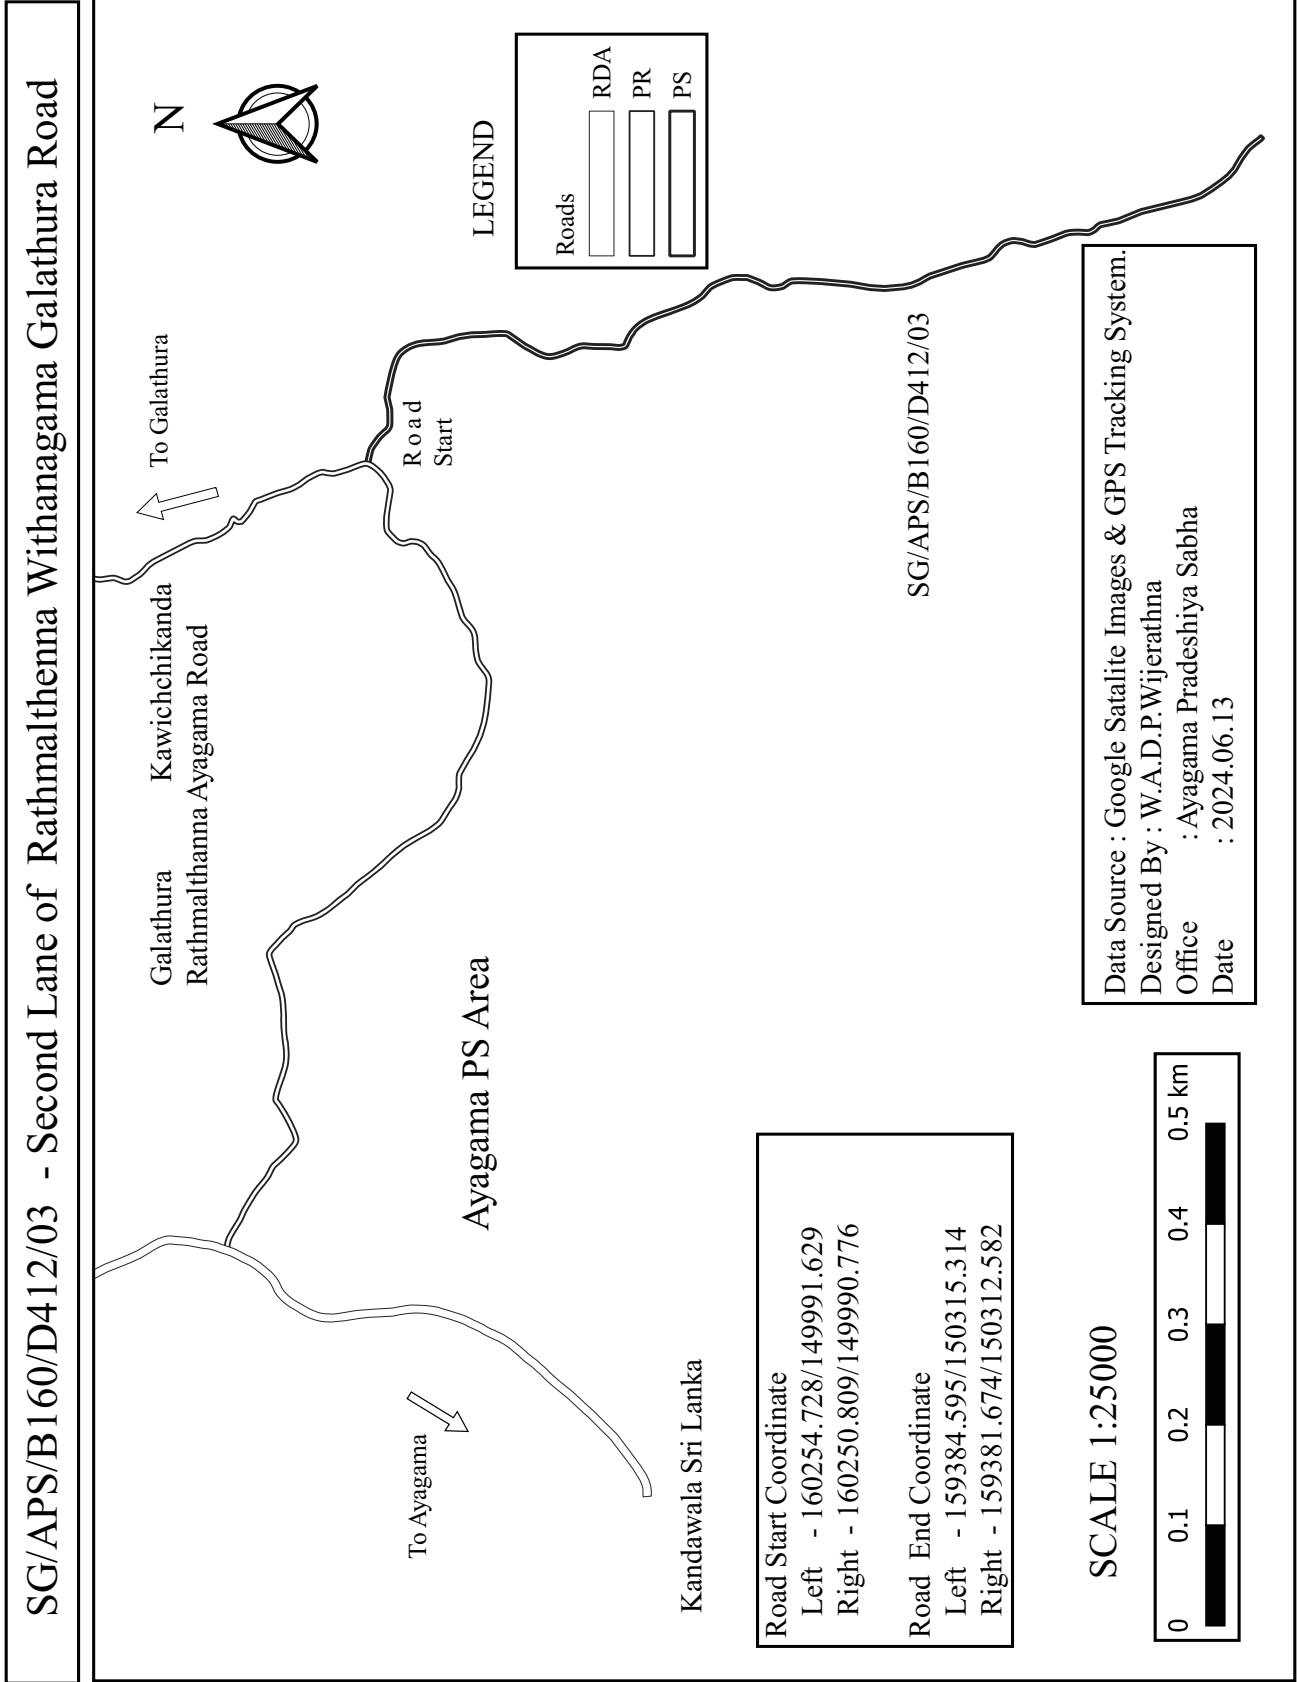 SG/APS/B160/D412/03 - Second Lane of Rathmalthenna Withanagama Galathura Road
N
To Galathura
Galathura Kawichchikanda
Rathmalthanna Ayagama Road
LEGEND
Roads
RDA
PR
PS
Road
Start
To Ayagama
Ayagama PS Area
Kandawala Sri Lanka
SG/APS/B160/D412/03
Road Start Coordinate
Left - 160254.728/149991.629
Right - 160250.809/149990.776
Road End Coordinate
Left - 159384.595/150315.314
Right - 159381.674/150312.582
SCALE 1:25000
0 0.1 0.2 0.3 0.4 0.5 km
Data Source : Google Satalite Images & GPS Tracking System.
Designed By : W.A.D.P.Wijerathna
Office : Ayagama Pradeshiya Sabha
Date : 2024.06.13